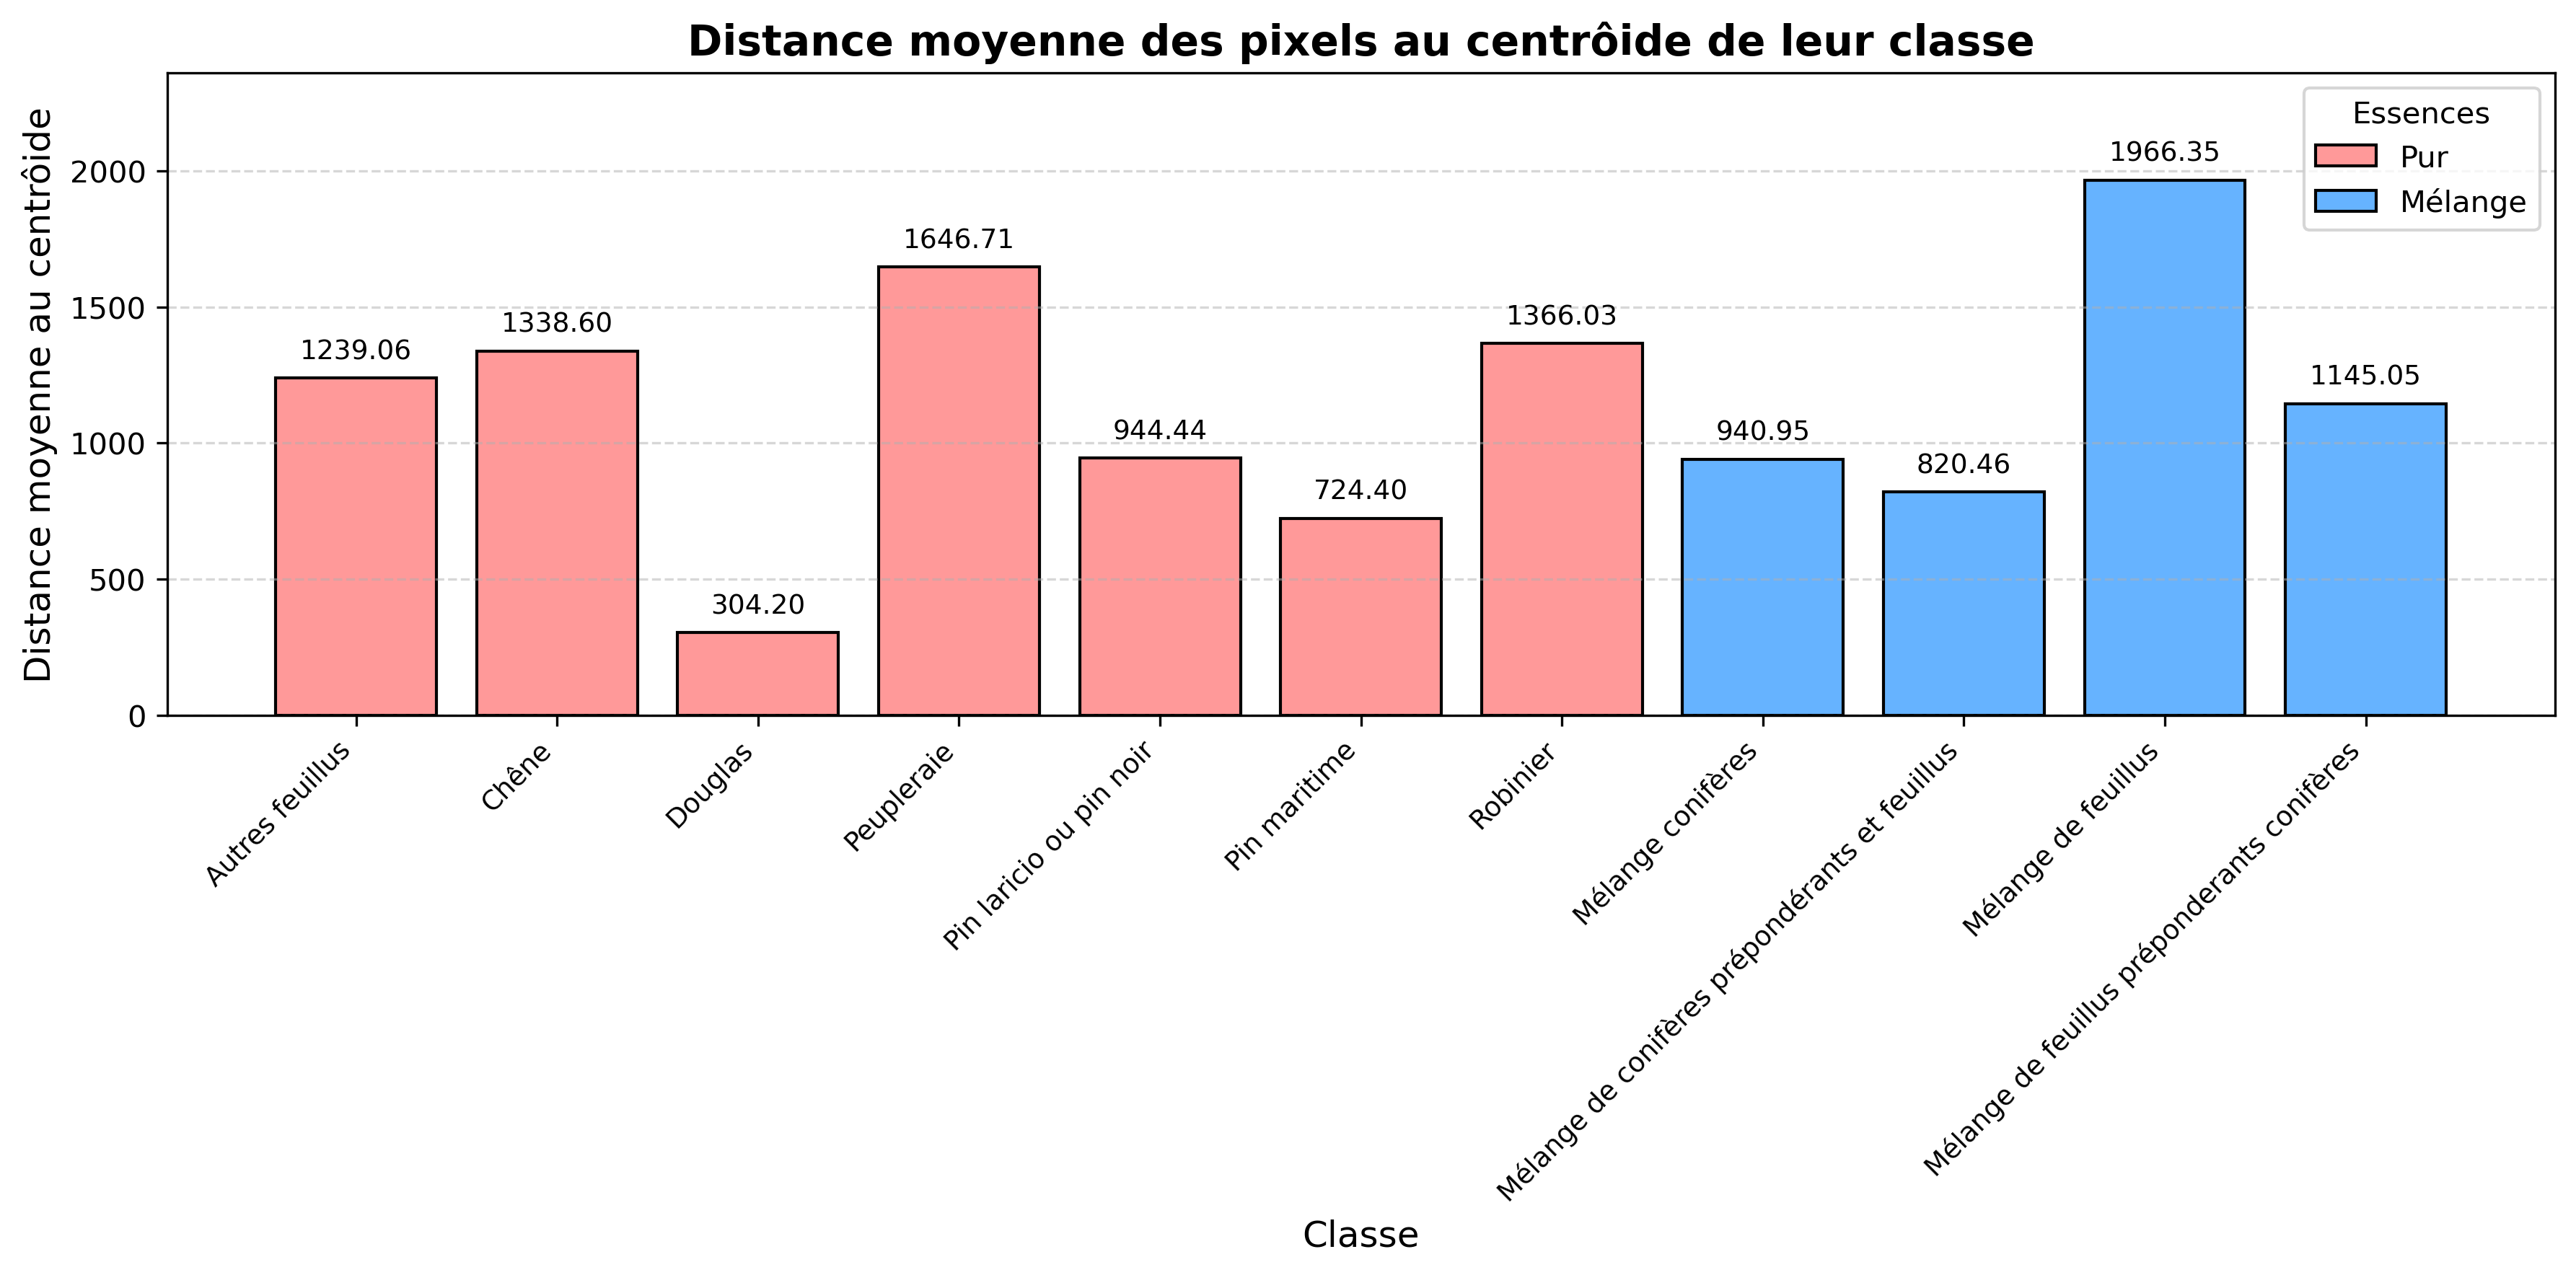 Distance moyenne des pixels au centrôide de leur classe
Distance moyenne au centrôide
2000
1500
1000
500
0
1239.06
1338.60
304.20
1646.71
944.44
724.40
1366.03
940.95
820.46
1966.35
1145.05
Essences
Pur
Mélange
Autres feuillus
Chêne
Douglas
Peupleraie
Pin laricio ou pin noir
Pin maritime
Robinier
Mélange conifères
Mélange de conifères prépondérants et feuillus
Mélange de feuillus
Mélange de feuillus préponderants conifères
Classe